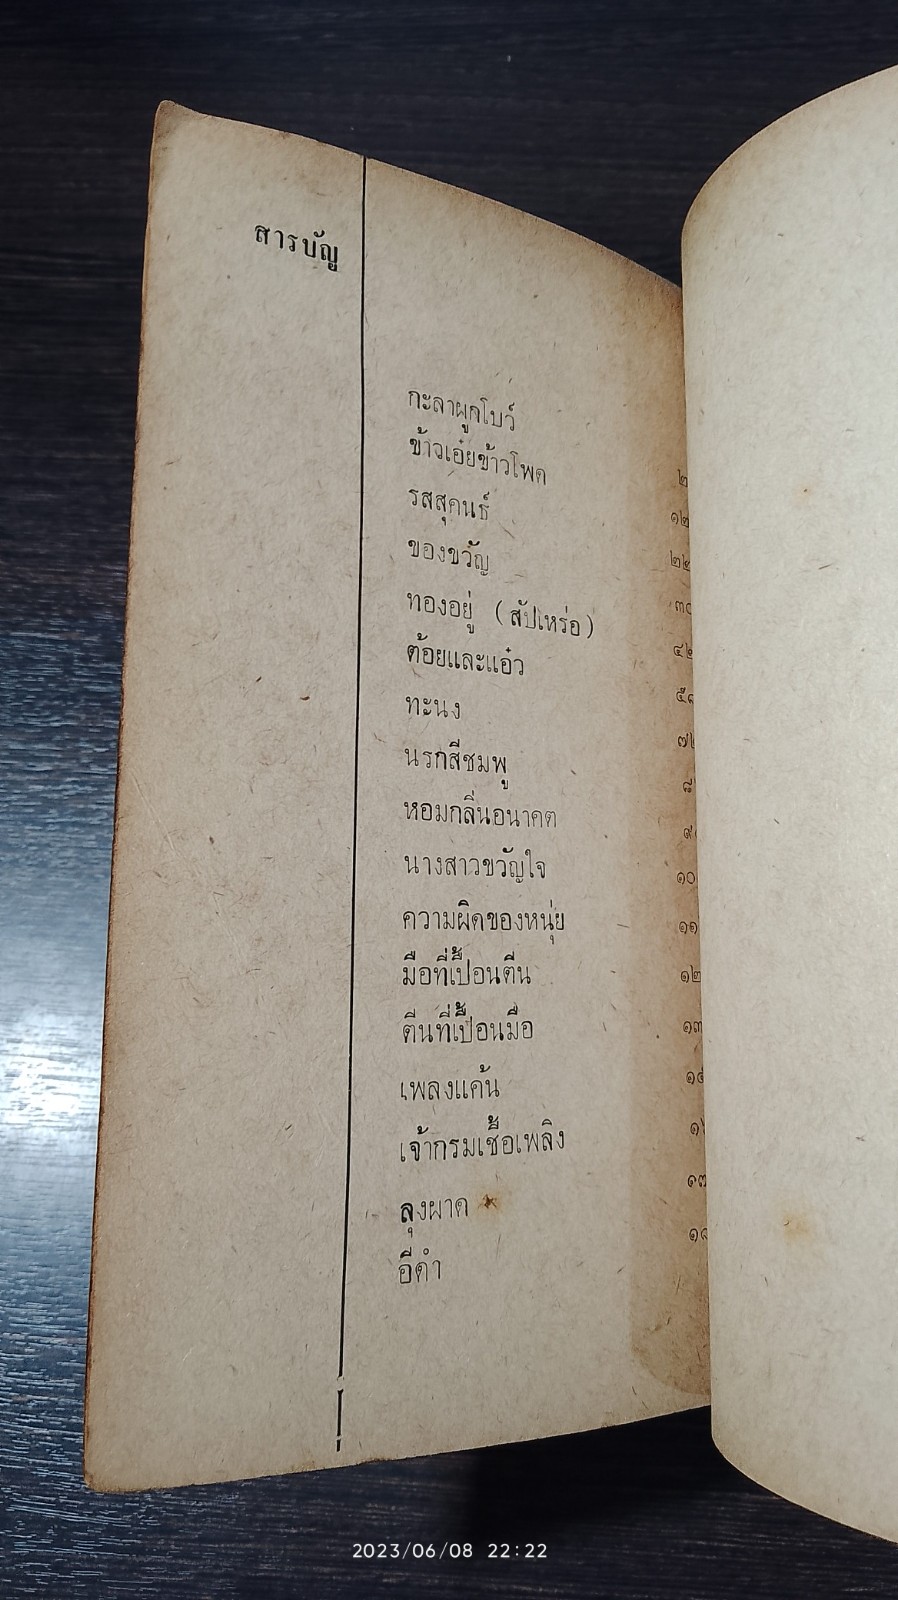 สารบัญ
กะลาผูกโบว์
ข้าวเอ๋ยข้าวโพด ๒
รสสุคนธ์ ๑๒
ของขวัญ ๒๒
ทองอยู่ (สัปเหร่อ)
ต้อยและแอ๋ว
ทะนง
นรกสีชมพู
หอมกลิ่นอนาคต
นางสาวขวัญใจ
ความผิดของหนุ่ย
มือที่เปื้อนตีน
ตีนที่เปื้อนมือ
เพลงแค้น
เจ้ากรมเชื้อเพลิง
ลุงผาด
อีดำ
2023/06/08 22:22